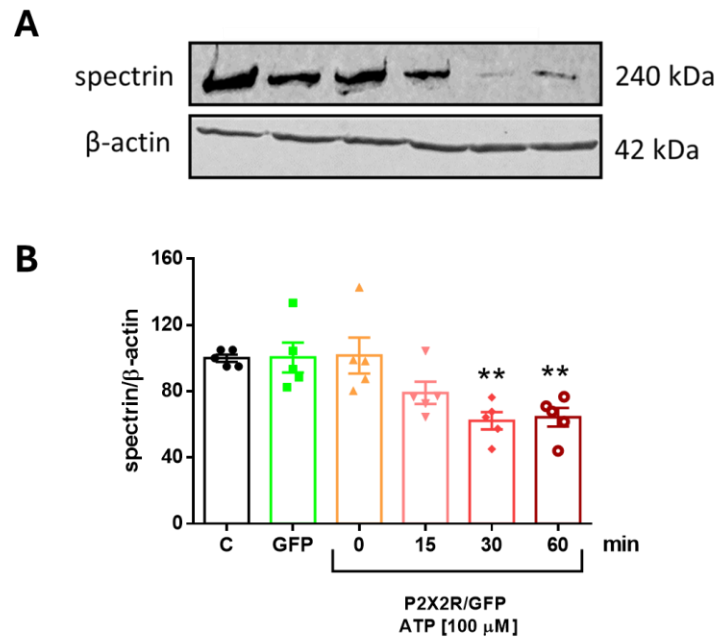 A
spectrin 240 kDa
β-actin 42 kDa
B
160
120
80
40
0
spectrin/β-actin
** **
C GFP 0 15 30 60 min
P2X2R/GFP
ATP [100 μM]